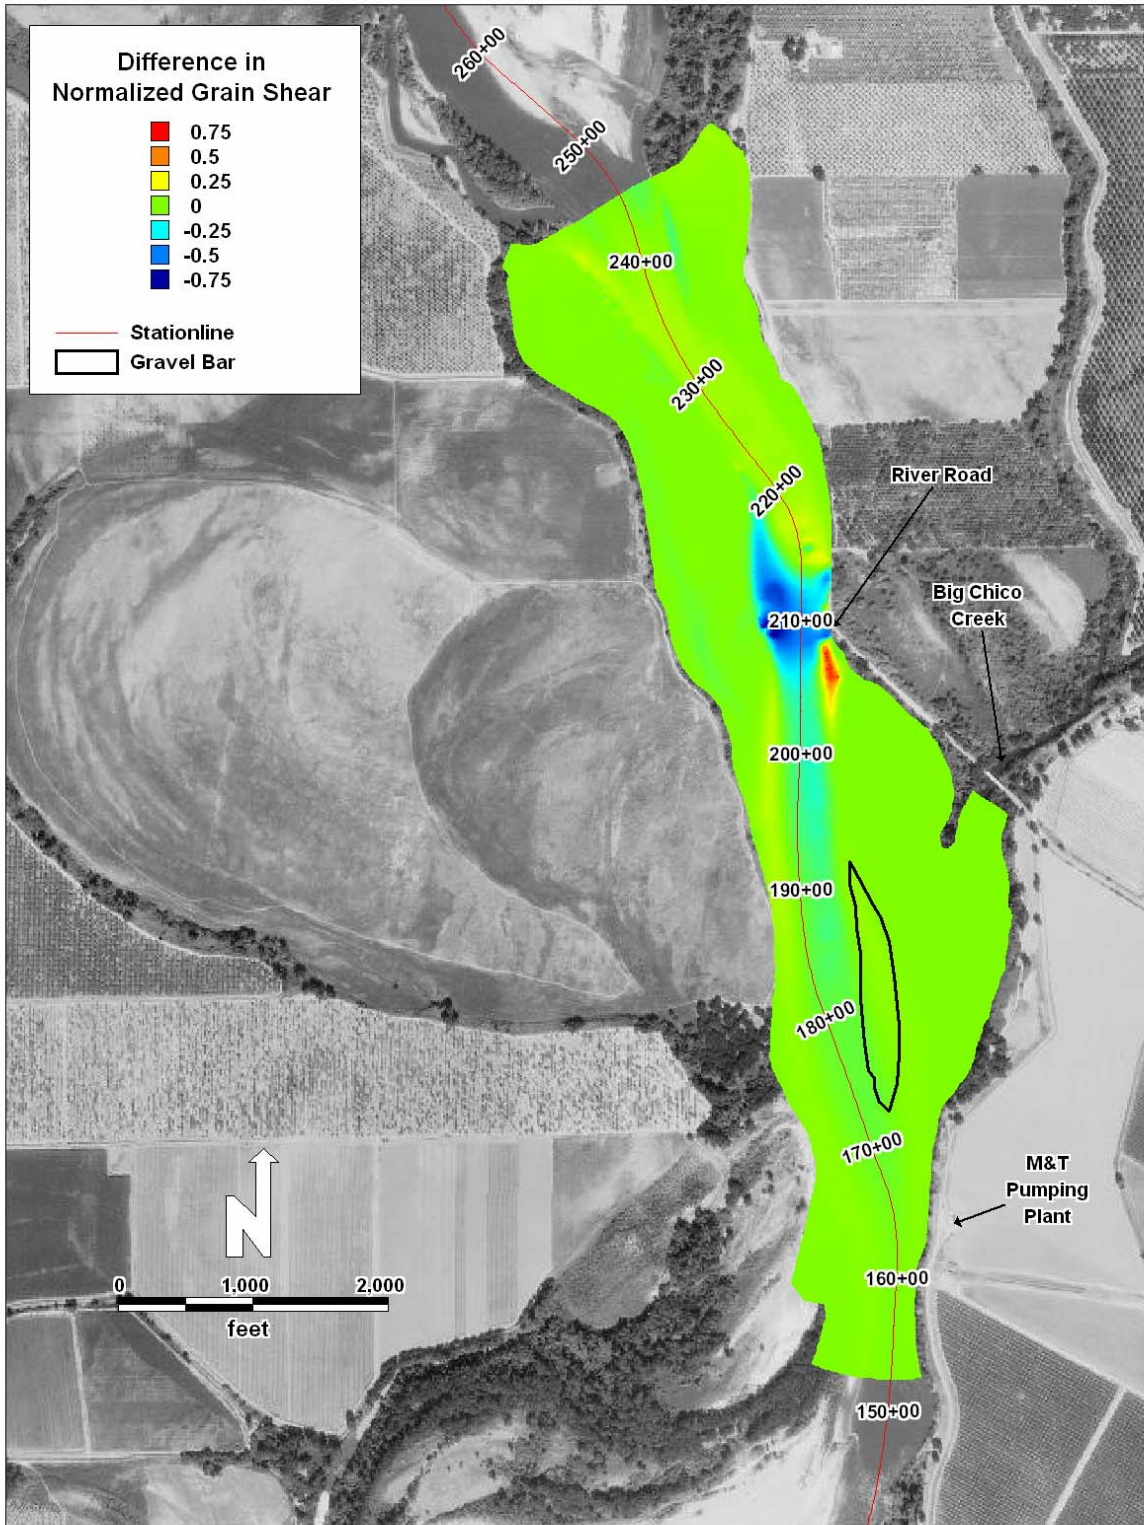 Difference in
Normalized Grain Shear
0.75
0.5
0.25
0
-0.25
-0.5
-0.75
Stationline
Gravel Bar
260+00
250+00
240+00
230+00
220+00
River Road
210+00
Big Chico
Creek
200+00
190+00
180+00
170+00
M&T
Pumping
Plant
160+00
150+00
N
0 1,000 2,000
feet